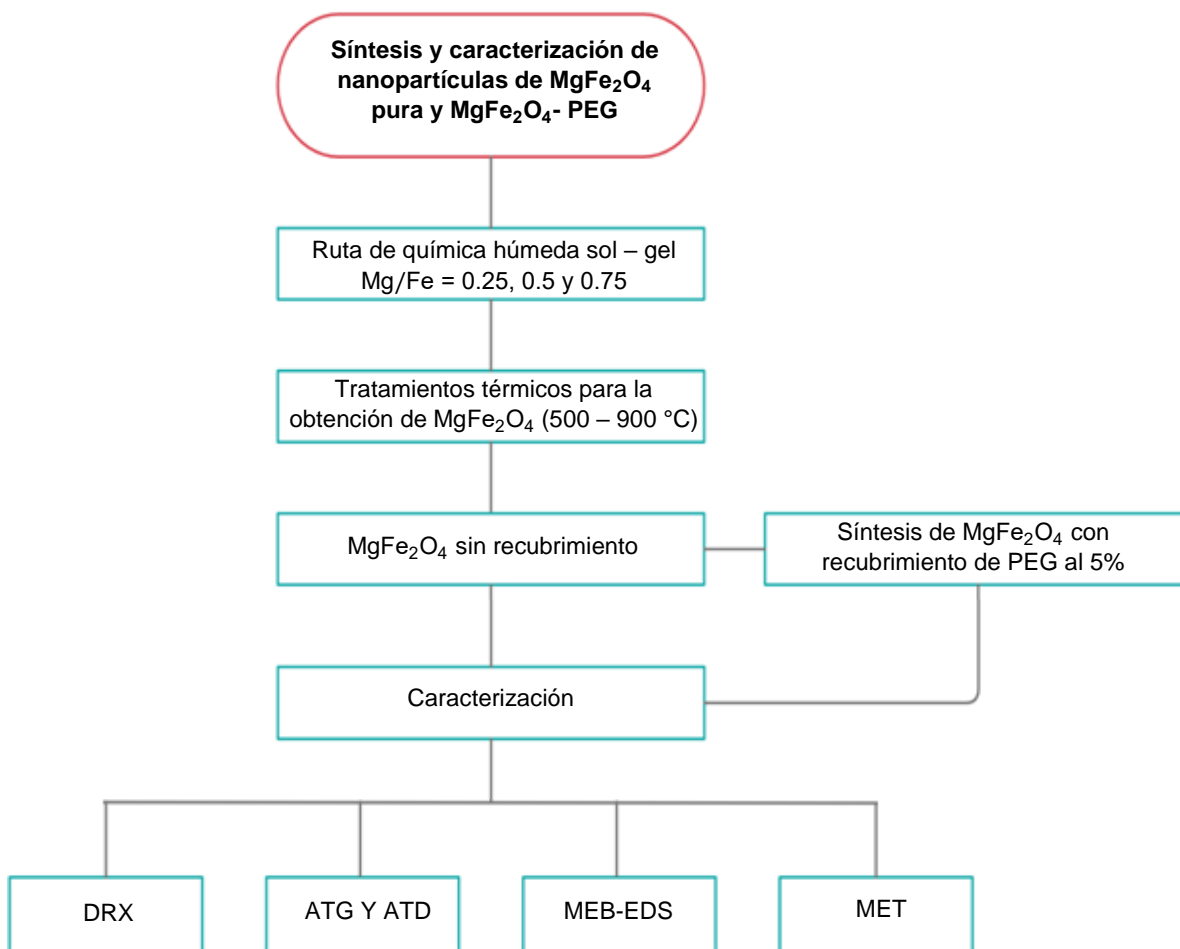 Síntesis y caracterización de
nanopartículas de MgFe₂O₄
pura y MgFe₂O₄- PEG
Ruta de química húmeda sol – gel
Mg/Fe = 0.25, 0.5 y 0.75
Tratamientos térmicos para la
obtención de MgFe₂O₄ (500 – 900 °C)
MgFe₂O₄ sin recubrimiento
Síntesis de MgFe₂O₄ con
recubrimiento de PEG al 5%
Caracterización
DRX
ATG Y ATD
MEB-EDS
MET